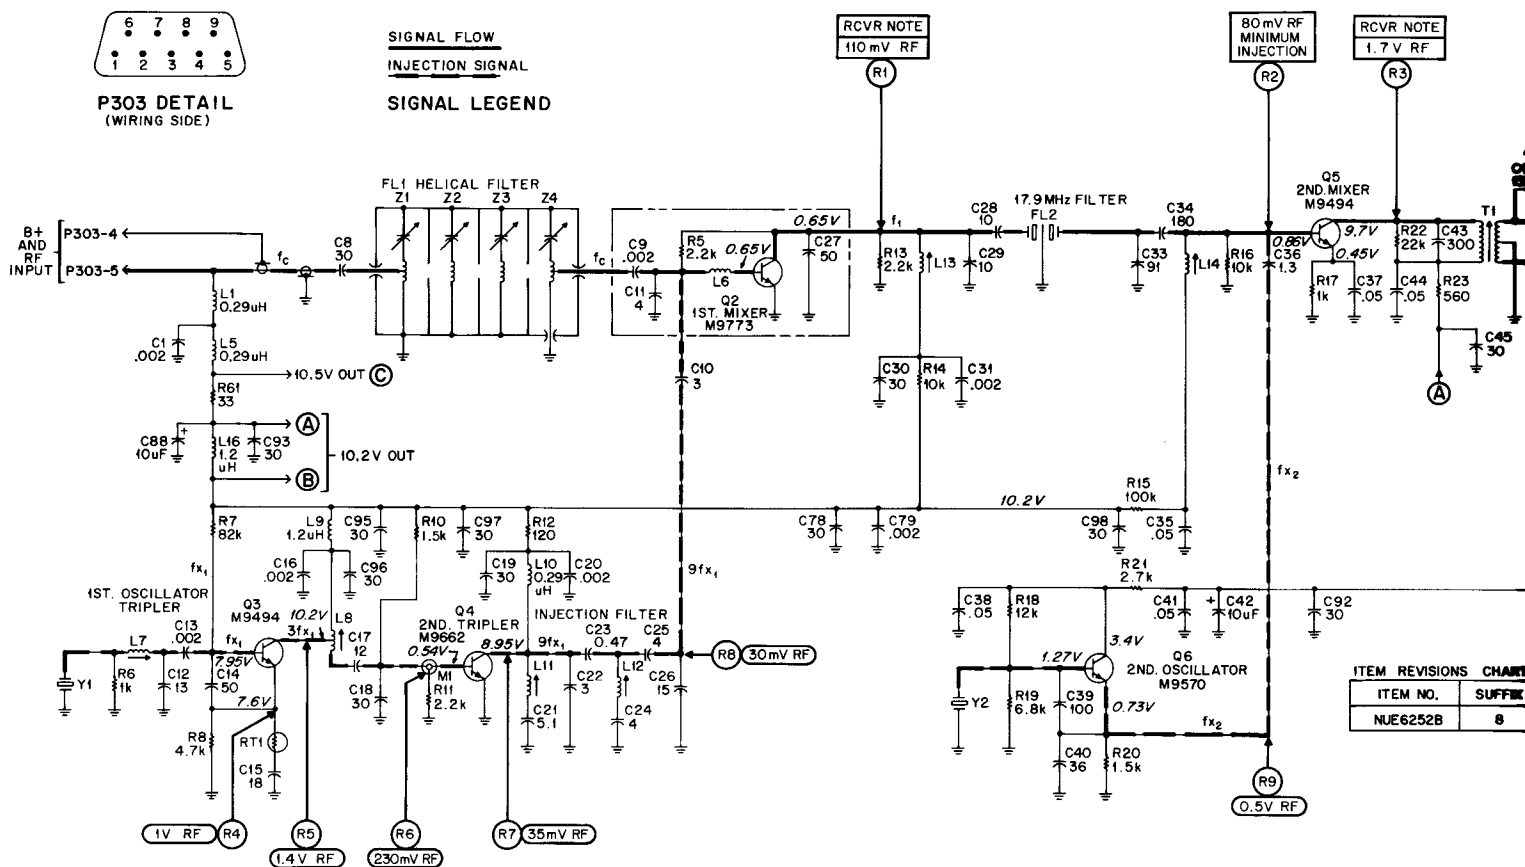 6 7 8 9
1 2 3 4 5
P303 DETAIL
(WIRING SIDE)
SIGNAL FLOW
INJECTION SIGNAL
SIGNAL LEGEND
RCVR NOTE
110 mV RF
R1
80 mV RF
MINIMUM
INJECTION
R2
RCVR NOTE
1.7 V RF
R3
B+
AND
RF
INPUT
P303-4
P303-5
fc
C8
30
FL1 HELICAL FILTER
Z1
Z2
Z3
Z4
fc
C9
.002
C11
4
R5
2.2k
L6
0.65V
0.65V
C27
50
Q2
1ST. MIXER
M9773
f1
R13
2.2k
L13
C28
10
C29
10
17.9 MHz FILTER
FL2
C33
91
C34
180
L14
R16
10k
0.86V
C36
1.3
Q5
2ND. MIXER
M9494
9.7V
0.45V
R17
1k
C37
.05
R22
22k
C43
300
C44
.05
R23
560
T1
C45
30
A
L1
0.29uH
C1
.002
L5
0.29uH
10.5V OUT C
R61
33
A
C88
10uF
+
L16
1.2
uH
C93
30
10.2V OUT
B
C10
3
C30
30
R14
10k
C31
.002
fx2
R7
82k
L9
1.2uH
C95
30
R10
1.5k
C97
30
R12
120
C78
30
C79
.002
10.2V
R15
100k
C98
30
C35
.05
fx1
C16
.002
C96
30
C19
30
L10
0.29
uH
C20
.002
9fx1
R21
2.7k
1ST. OSCILLATOR
TRIPLER
Q3
M9494
10.2V
3fx1
L8
C17
12
Q4
2ND. TRIPLER
M9662
0.54V
8.95V
INJECTION FILTER
9fx1
C23
0.47
C25
4
R8
30 mV RF
L7
C13
.002
fx1
7.95V
Y1
R6
1k
C12
13
C14
50
7.6V
C18
30
M1
R11
2.2k
L11
C22
3
L12
C26
15
C21
5.1
C24
4
R8
4.7k
RT1
C15
18
C38
.05
R18
12k
C41
.05
+
C42
10uF
C92
30
3.4V
1.27V
Q6
2ND. OSCILLATOR
M9570
Y2
R19
6.8k
C39
100
0.73V
fx2
C40
36
R20
1.5k
R9
0.5V RF
ITEM REVISIONS CHART
ITEM NO. SUFFIX
NUE6252B 8
1V RF R4
R5
1.4 V RF
R6
230mV RF
R7 35mV RF